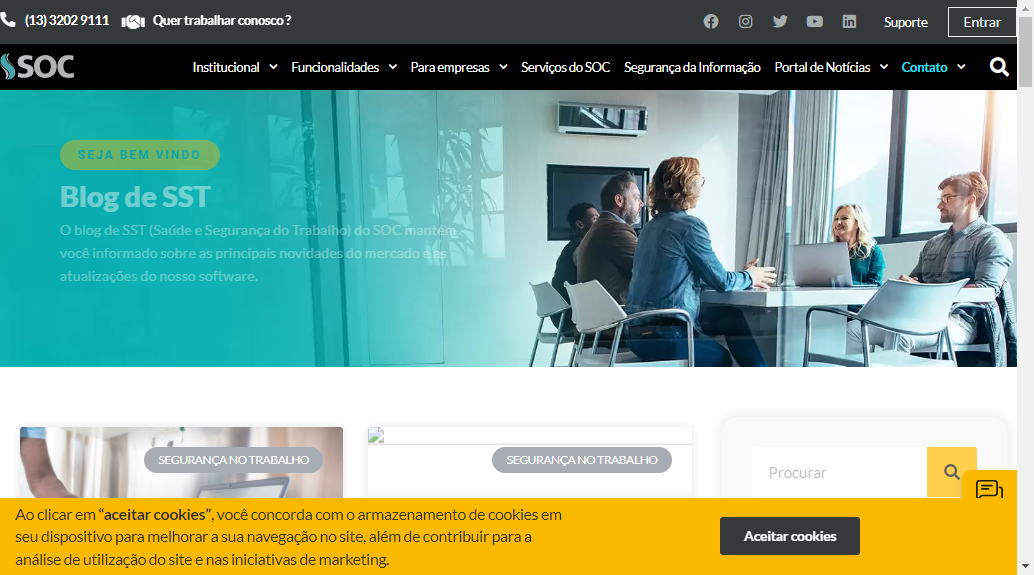 (13) 3202 9111
Quer trabalhar conosco ?
Suporte
Entrar
SOC
Institucional
Funcionalidades
Para empresas
Serviços do SOC
Segurança da Informação
Portal de Notícias
Contato
SEJA BEM VINDO
Blog de SST
O blog de SST (Saúde e Segurança do Trabalho) do SOC mantém
você informado sobre as principais novidades do mercado e as
atualizações do nosso software.
SEGURANÇA NO TRABALHO
SEGURANÇA NO TRABALHO
Procurar
Ao clicar em “aceitar cookies”, você concorda com o armazenamento de cookies em
seu dispositivo para melhorar a sua navegação no site, além de contribuir para a
análise de utilização do site e nas iniciativas de marketing.
Aceitar cookies